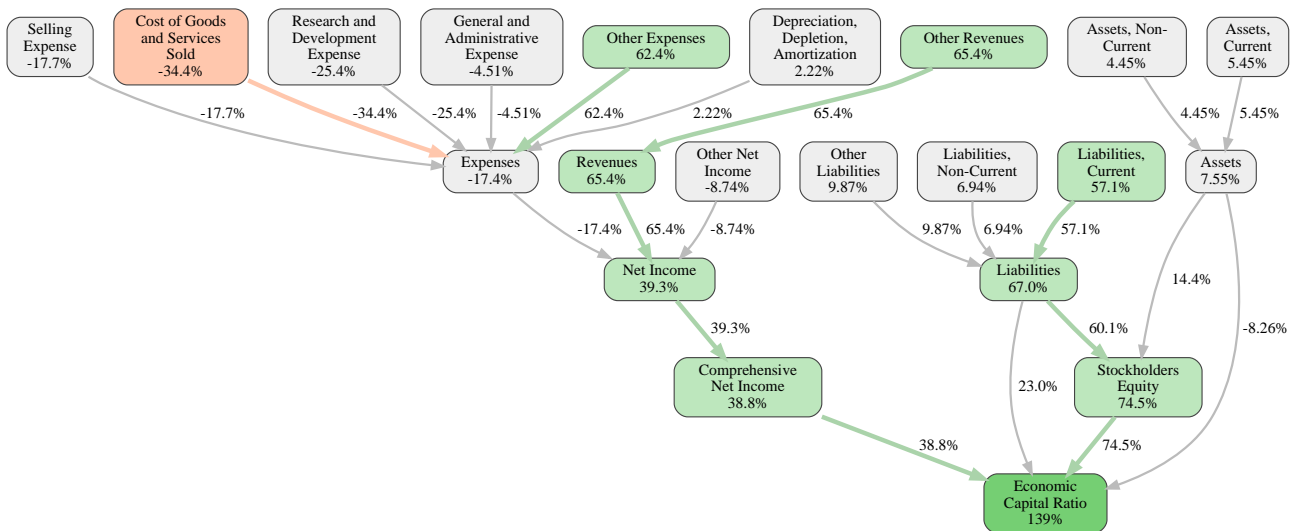 Selling
Expense
-17.7%
Cost of Goods
and Services
Sold
-34.4%
Research and
Development
Expense
-25.4%
General and
Administrative
Expense
-4.51%
Other Expenses
62.4%
Depreciation,
Depletion,
Amortization
2.22%
Other Revenues
65.4%
Assets, Non-
Current
4.45%
Assets,
Current
5.45%
-17.7%
-34.4%
-25.4%
-4.51%
62.4%
2.22%
65.4%
4.45%
5.45%
Expenses
-17.4%
Revenues
65.4%
Other Net
Income
-8.74%
Other
Liabilities
9.87%
Liabilities,
Non-Current
6.94%
Liabilities,
Current
57.1%
Assets
7.55%
-17.4%
65.4%
-8.74%
9.87%
6.94%
57.1%
Net Income
39.3%
Liabilities
67.0%
14.4%
39.3%
60.1%
-8.26%
Comprehensive
Net Income
38.8%
23.0%
Stockholders
Equity
74.5%
38.8%
74.5%
Economic
Capital Ratio
139%